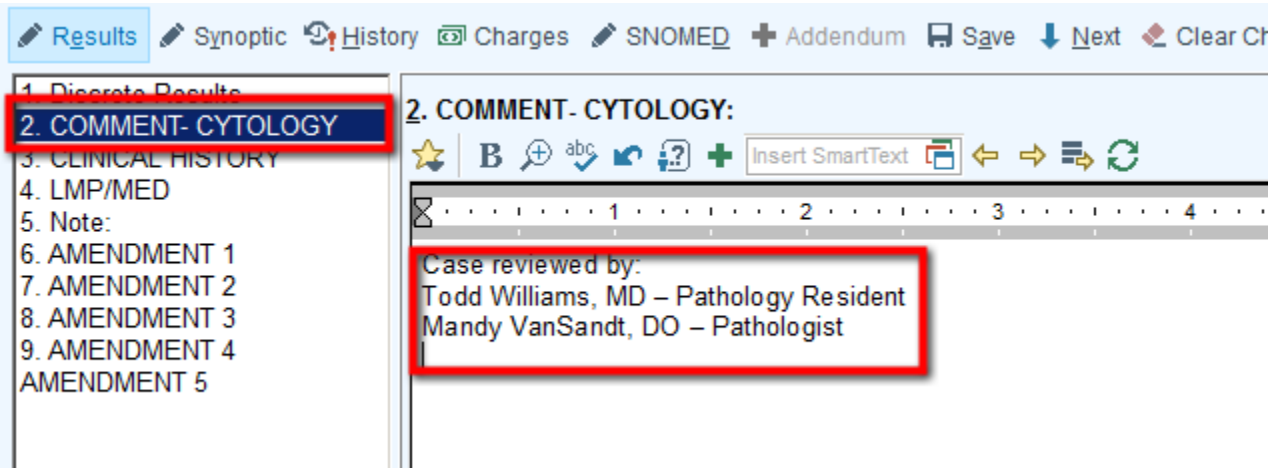 Results Synoptic History Charges SNOMED Addendum Save Next Clear Ch
1. Discrete Results
2. COMMENT- CYTOLOGY
3. CLINICAL HISTORY
4. LMP/MED
5. Note:
6. AMENDMENT 1
7. AMENDMENT 2
8. AMENDMENT 3
9. AMENDMENT 4
AMENDMENT 5
2. COMMENT- CYTOLOGY:
B abc Insert SmartText
1 2 3 4
Case reviewed by:
Todd Williams, MD – Pathology Resident
Mandy VanSandt, DO – Pathologist